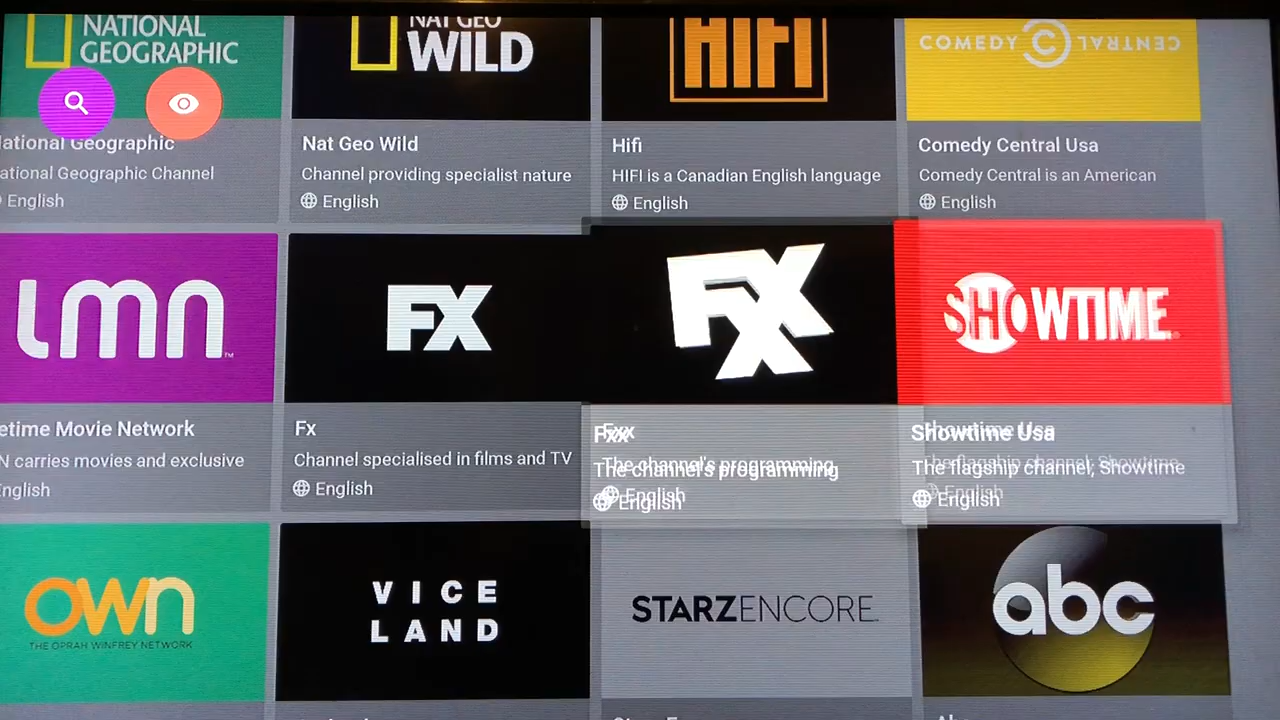 NATIONAL
GEOGRAPHIC
NAT GEO
WILD
HIFI
COMEDY CENTRAL
ational Geographic
ational Geographic Channel
English
Nat Geo Wild
Channel providing specialist nature
English
Hifi
HIFI is a Canadian English language
English
Comedy Central Usa
Comedy Central is an American
English
LMN
FX
FXX
SHOWTIME
etime Movie Network
N carries movies and exclusive
English
Fx
Channel specialised in films and TV
English
Fxx
The channel's programming
English
Showtime Usa
The flagship channel, Showtime
English
OWN
THE OPRAH WINFREY NETWORK
VICE
LAND
STARZENCORE
abc